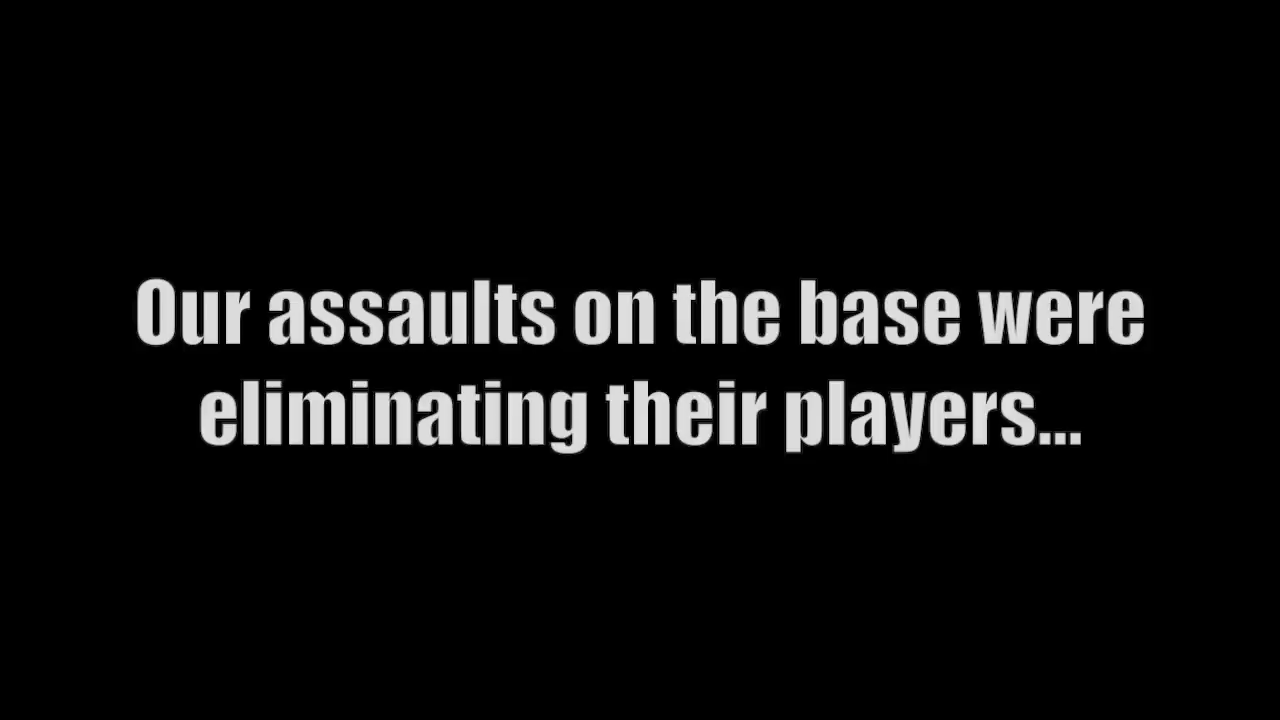 Our assaults on the base were
eliminating their players...